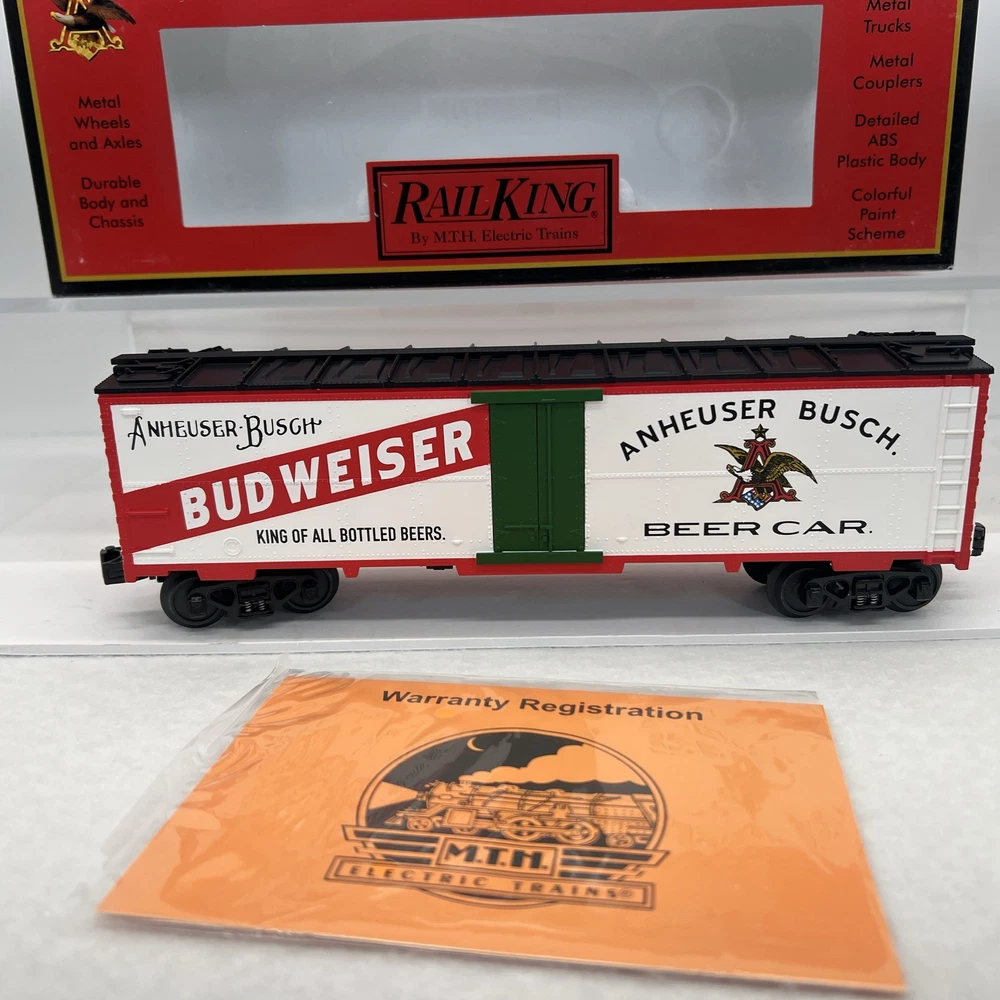 Metal
Wheels
and Axles
Durable
Body and
Chassis
Metal
Trucks
Metal
Couplers
Detailed
ABS
Plastic Body
Colorful
Paint
Scheme
RAILKING®
By M.T.H. Electric Trains
ANHEUSER-BUSCH
BUDWEISER
KING OF ALL BOTTLED BEERS.
ANHEUSER BUSCH.
BEER CAR.
Warranty Registration
M.T.H.
ELECTRIC TRAINS®